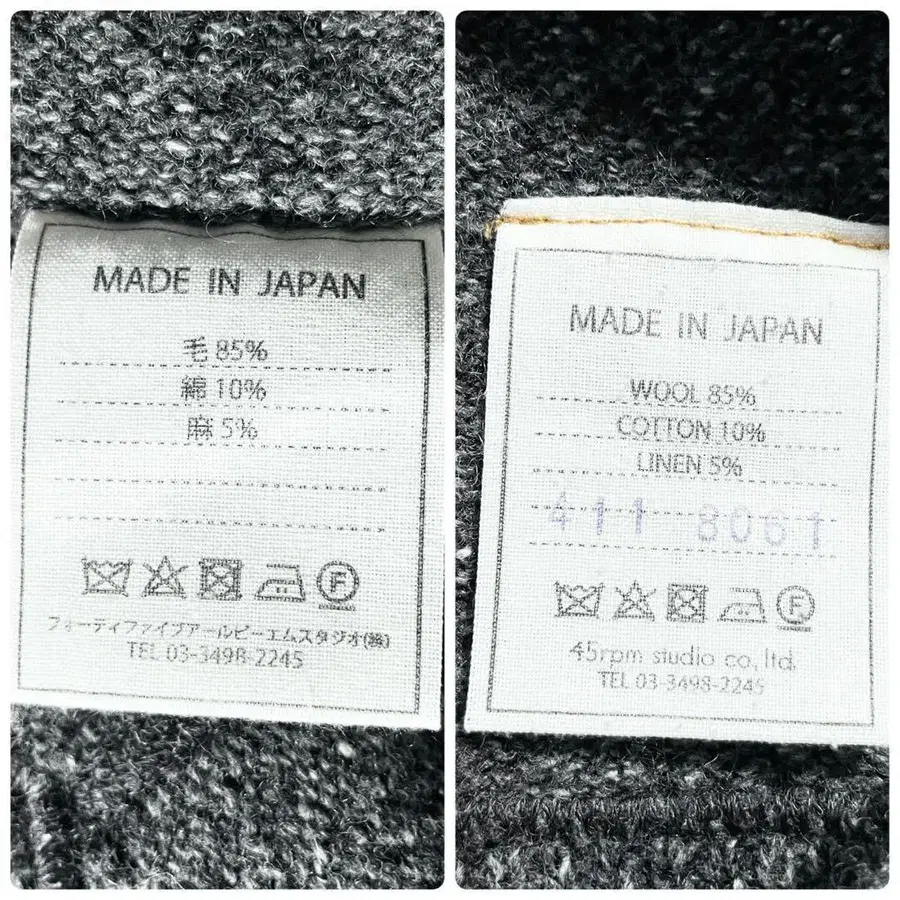 MADE IN JAPAN
毛 85%
綿 10%
麻 5%
F
フォーティファイブアールピーエムスタジオ(株)
TEL 03-3498-2245
MADE IN JAPAN
WOOL 85%
COTTON 10%
LINEN 5%
411 8061
F
45rpm studio co,ltd.
TEL 03-3498-2245